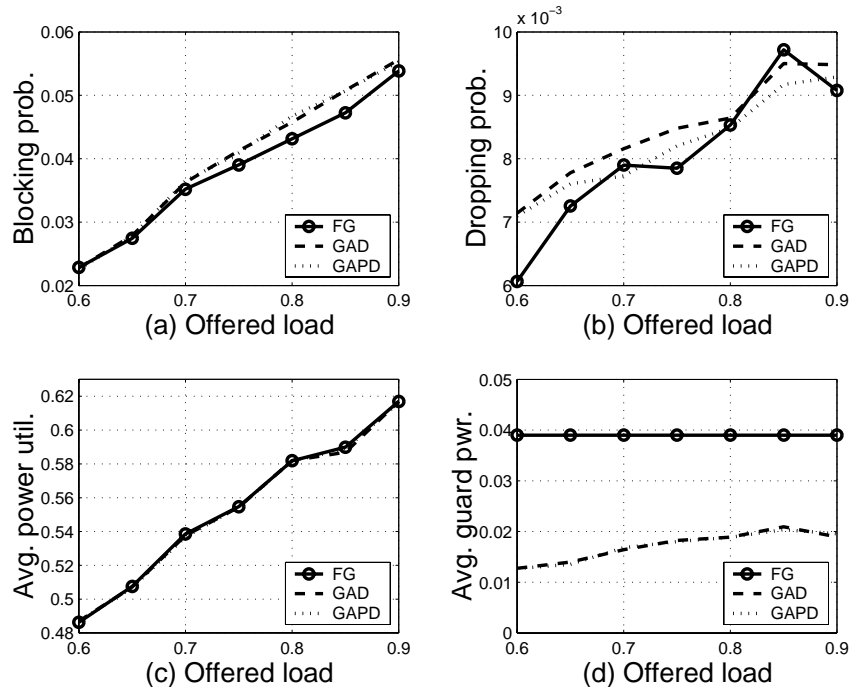 0.06
0.05
0.04
0.03
0.02
Blocking prob.
FG
GAD
GAPD
0.6 0.7 0.8 0.9
(a) Offered load
x 10⁻³
10
9
8
7
6
Dropping prob.
FG
GAD
GAPD
0.6 0.7 0.8 0.9
(b) Offered load
0.62
0.6
0.58
0.56
0.54
0.52
0.5
0.48
Avg. power util.
FG
GAD
GAPD
0.6 0.7 0.8 0.9
(c) Offered load
0.05
0.04
0.03
0.02
0.01
0
Avg. guard pwr.
FG
GAD
GAPD
0.6 0.7 0.8 0.9
(d) Offered load